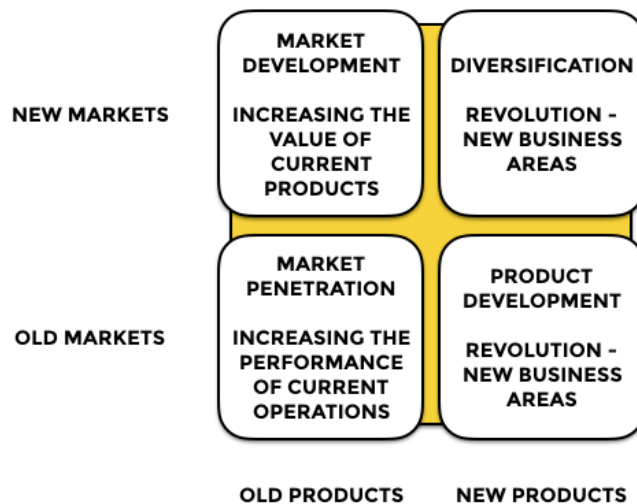 MARKET
DEVELOPMENT
INCREASING THE
VALUE OF
CURRENT
PRODUCTS
DIVERSIFICATION
REVOLUTION -
NEW BUSINESS
AREAS
NEW MARKETS
MARKET
PENETRATION
INCREASING THE
PERFORMANCE
OF CURRENT
OPERATIONS
PRODUCT
DEVELOPMENT
REVOLUTION -
NEW BUSINESS
AREAS
OLD MARKETS
OLD PRODUCTS
NEW PRODUCTS